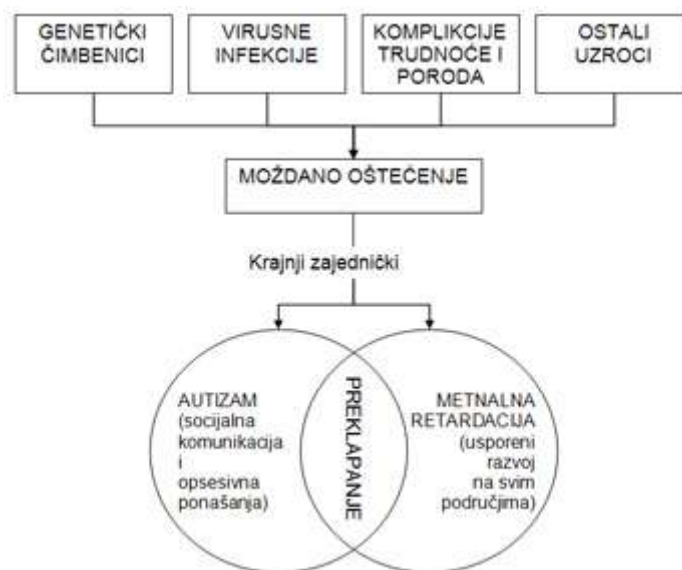 GENETIČKI
ČIMBENICI
VIRUSNE
INFEKCIJE
KOMPLIKCIJE
TRUDNOĆE I
PORODA
OSTALI
UZROCI
MOŽDANO OŠTEĆENJE
Krajnji zajednički
AUTIZAM
(socijalna
komunikacija
i
opsesivna
ponašanja)
PREKLAPANJE
METNALNA
RETARDACIJA
(usporeni
razvoj
na svim
područjima)